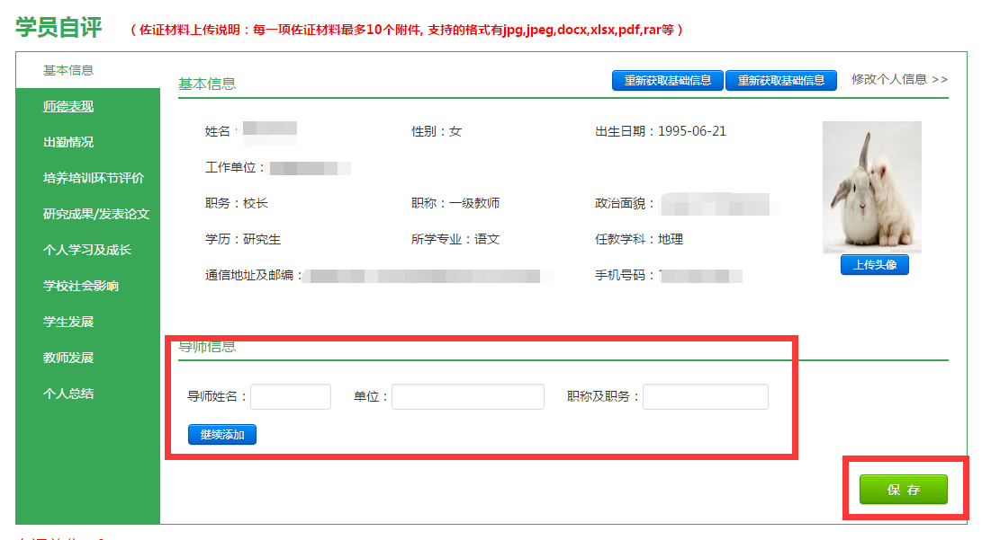 学员自评 （佐证材料上传说明：每一项佐证材料最多10个附件, 支持的格式有jpg,jpeg,docx,xlsx,pdf,rar等）
基本信息
师德表现
出勤情况
培养培训环节评价
研究成果/发表论文
个人学习及成长
学校社会影响
学生发展
教师发展
个人总结
基本信息 重新获取基础信息 重新获取基础信息 修改个人信息 >>
姓名： 性别：女 出生日期：1995-06-21
工作单位：
职务：校长 职称：一级教师 政治面貌：
学历：研究生 所学专业：语文 任教学科：地理
通信地址及邮编： 手机号码：
上传头像
导师信息
导师姓名： 单位： 职称及职务：
继续添加
保 存